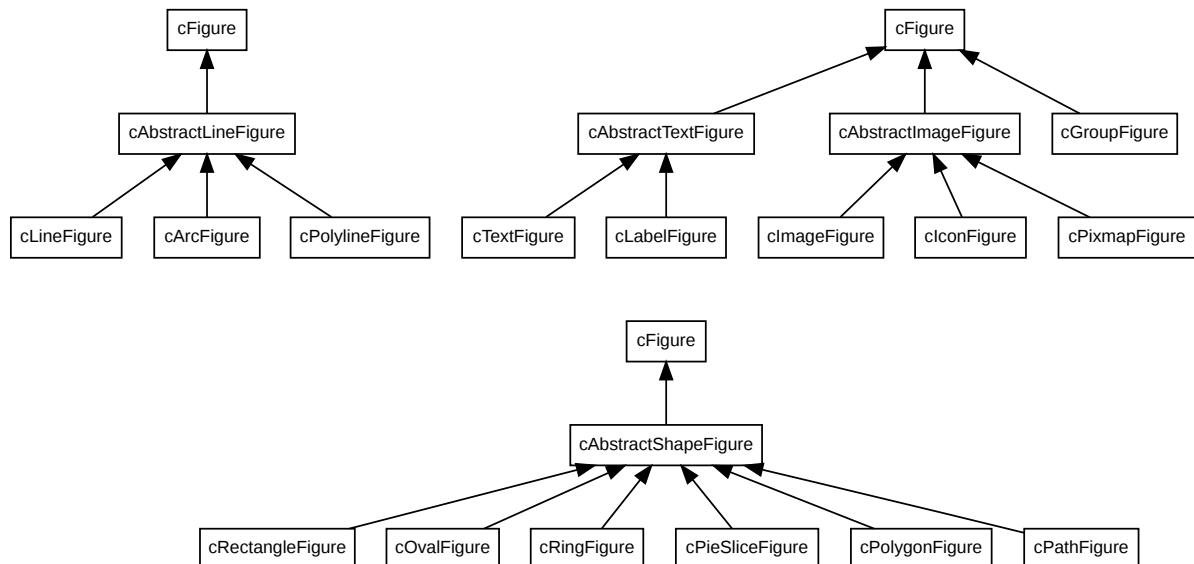 cFigure
cFigure
cAbstractLineFigure
cAbstractTextFigure
cAbstractImageFigure
cGroupFigure
cLineFigure
cArcFigure
cPolylineFigure
cTextFigure
cLabelFigure
cImageFigure
cIconFigure
cPixmapFigure
cFigure
cAbstractShapeFigure
cRectangleFigure
cOvalFigure
cRingFigure
cPieSliceFigure
cPolygonFigure
cPathFigure